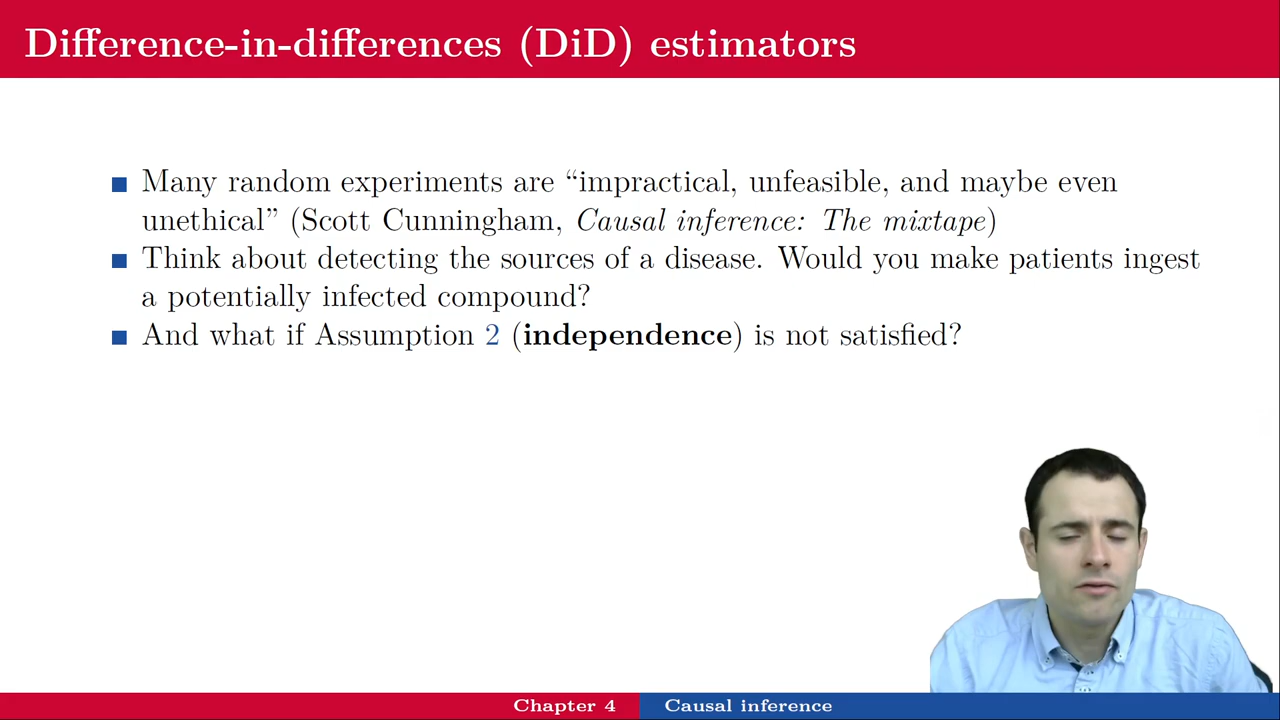 Difference-in-differences (DiD) estimators
Many random experiments are “impractical, unfeasible, and maybe even
unethical” (Scott Cunningham, Causal inference: The mixtape)
Think about detecting the sources of a disease. Would you make patients ingest
a potentially infected compound?
And what if Assumption 2 (independence) is not satisfied?
Chapter 4 Causal inference